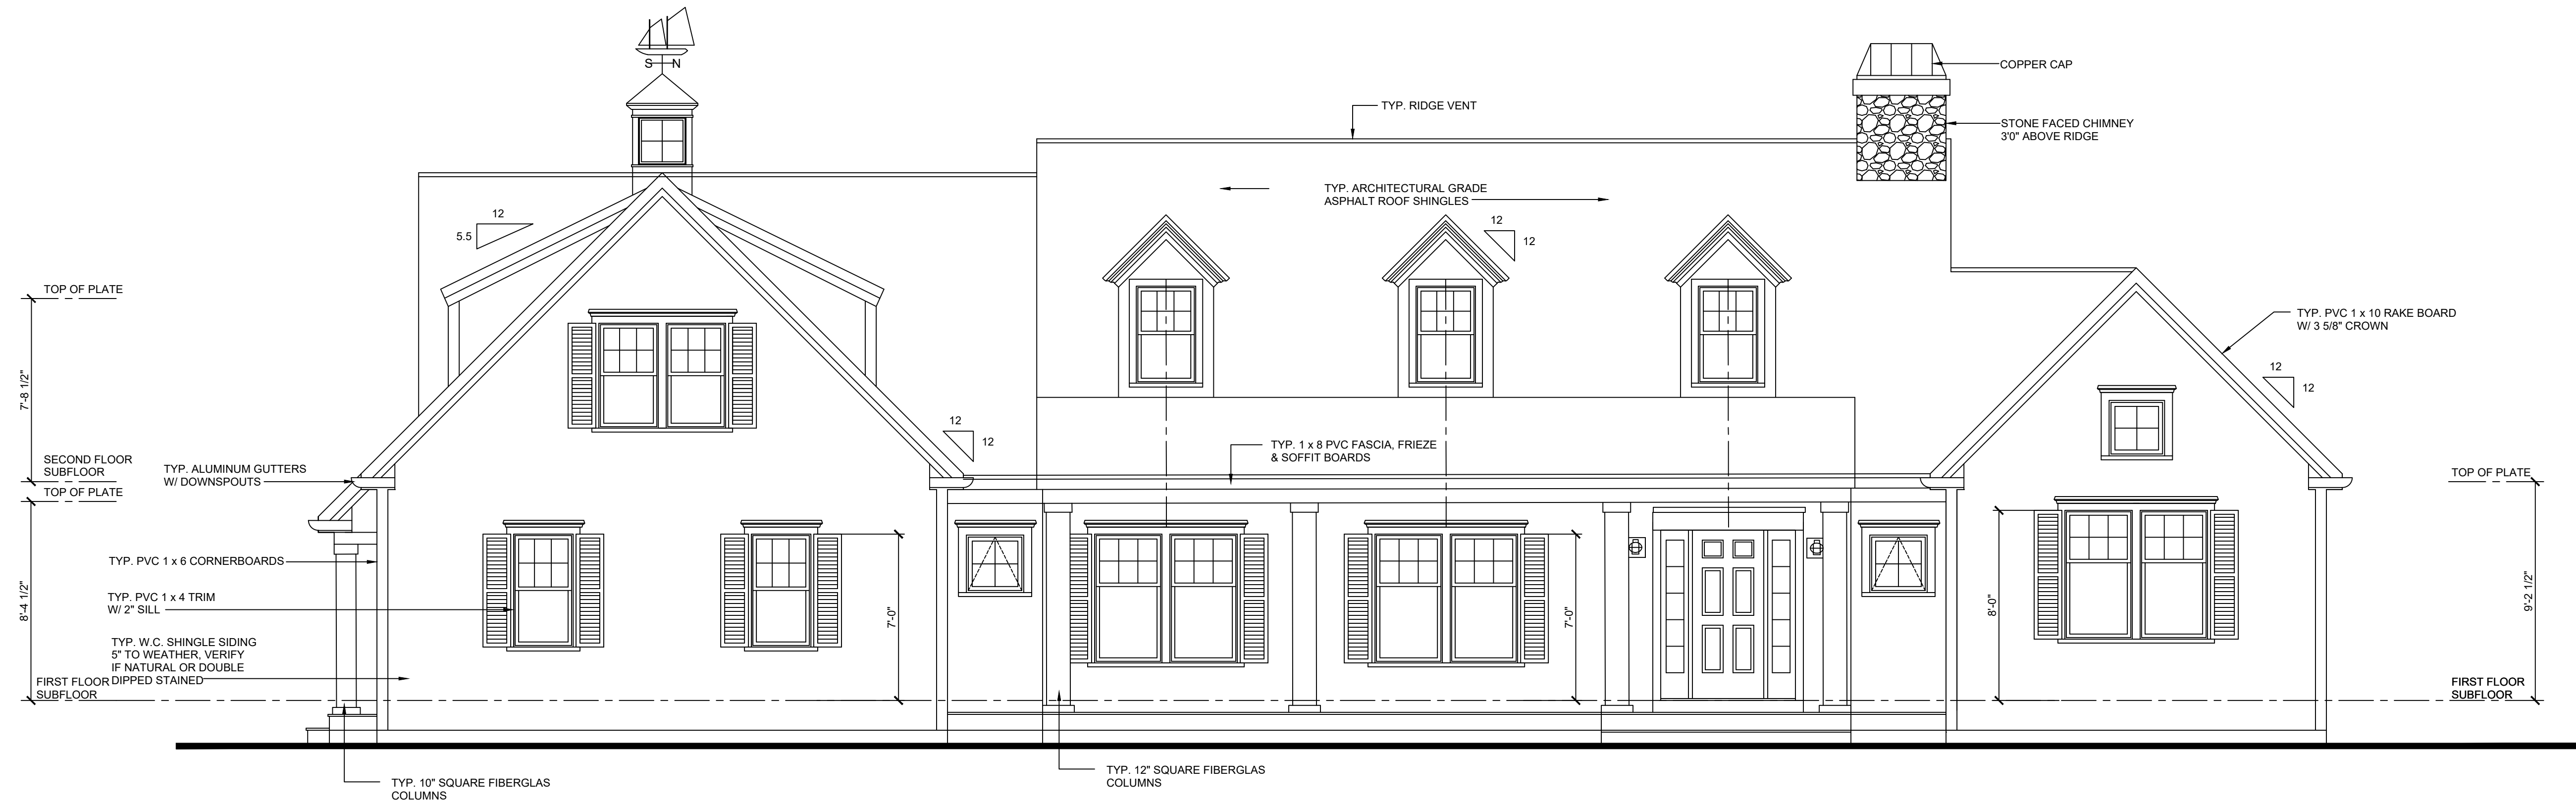 S N
COPPER CAP
TYP. RIDGE VENT
STONE FACED CHIMNEY
3'0" ABOVE RIDGE
TYP. ARCHITECTURAL GRADE
ASPHALT ROOF SHINGLES
12
5.5
12
12
TOP OF PLATE
7'-8 1/2"
TYP. PVC 1 x 10 RAKE BOARD
W/ 3 5/8" CROWN
12
12
12
12
TYP. 1 x 8 PVC FASCIA, FRIEZE
& SOFFIT BOARDS
SECOND FLOOR
SUBFLOOR
TYP. ALUMINUM GUTTERS
W/ DOWNSPOUTS
TOP OF PLATE
TOP OF PLATE
TYP. PVC 1 x 6 CORNERBOARDS
TYP. PVC 1 x 4 TRIM
W/ 2" SILL
8'-4 1/2"
7'-0"
7'-0"
8'-0"
9'-2 1/2"
TYP. W.C. SHINGLE SIDING
5" TO WEATHER, VERIFY
IF NATURAL OR DOUBLE
DIPPED STAINED
FIRST FLOOR
SUBFLOOR
FIRST FLOOR
SUBFLOOR
TYP. 10" SQUARE FIBERGLAS
COLUMNS
TYP. 12" SQUARE FIBERGLAS
COLUMNS